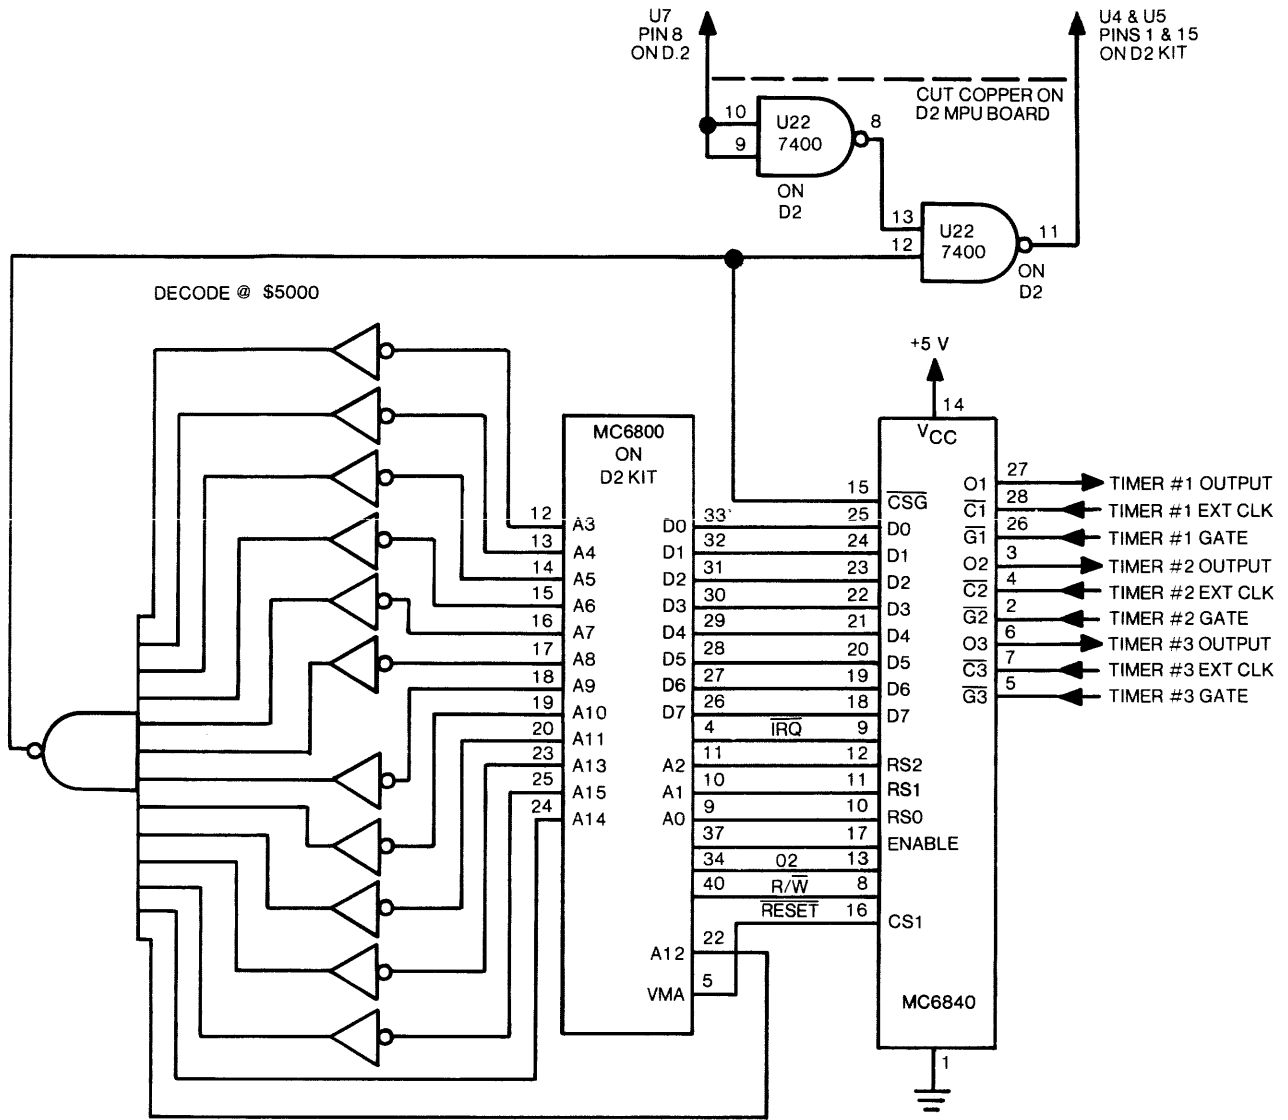 U7
PIN 8
ON D.2
U4 & U5
PINS 1 & 15
ON D2 KIT
CUT COPPER ON
D2 MPU BOARD
10
9
U22
7400
8
ON
D2
13
12
U22
7400
11
ON
D2
DECODE @ $5000
+5 V
14
VCC
MC6800
ON
D2 KIT
12 A3
13 A4
14 A5
15 A6
16 A7
17 A8
18 A9
19 A10
20 A11
23 A13
25 A15
24 A14
15 CSG
D0 33 25 D0
D1 32 24 D1
D2 31 23 D2
D3 30 22 D3
D4 29 21 D4
D5 28 20 D5
D6 27 19 D6
D7 26 18 D7
4 IRQ 9
A2 11 12 RS2
A1 10 11 RS1
A0 9 10 RS0
37 17 ENABLE
34 02 13
40 R/W 8
RESET 16 CS1
A12 22
VMA 5
O1 27 TIMER #1 OUTPUT
C1 28 TIMER #1 EXT CLK
G1 26 TIMER #1 GATE
O2 3 TIMER #2 OUTPUT
C2 4 TIMER #2 EXT CLK
G2 2 TIMER #2 GATE
O3 6 TIMER #3 OUTPUT
C3 7 TIMER #3 EXT CLK
G3 5 TIMER #3 GATE
MC6840
1